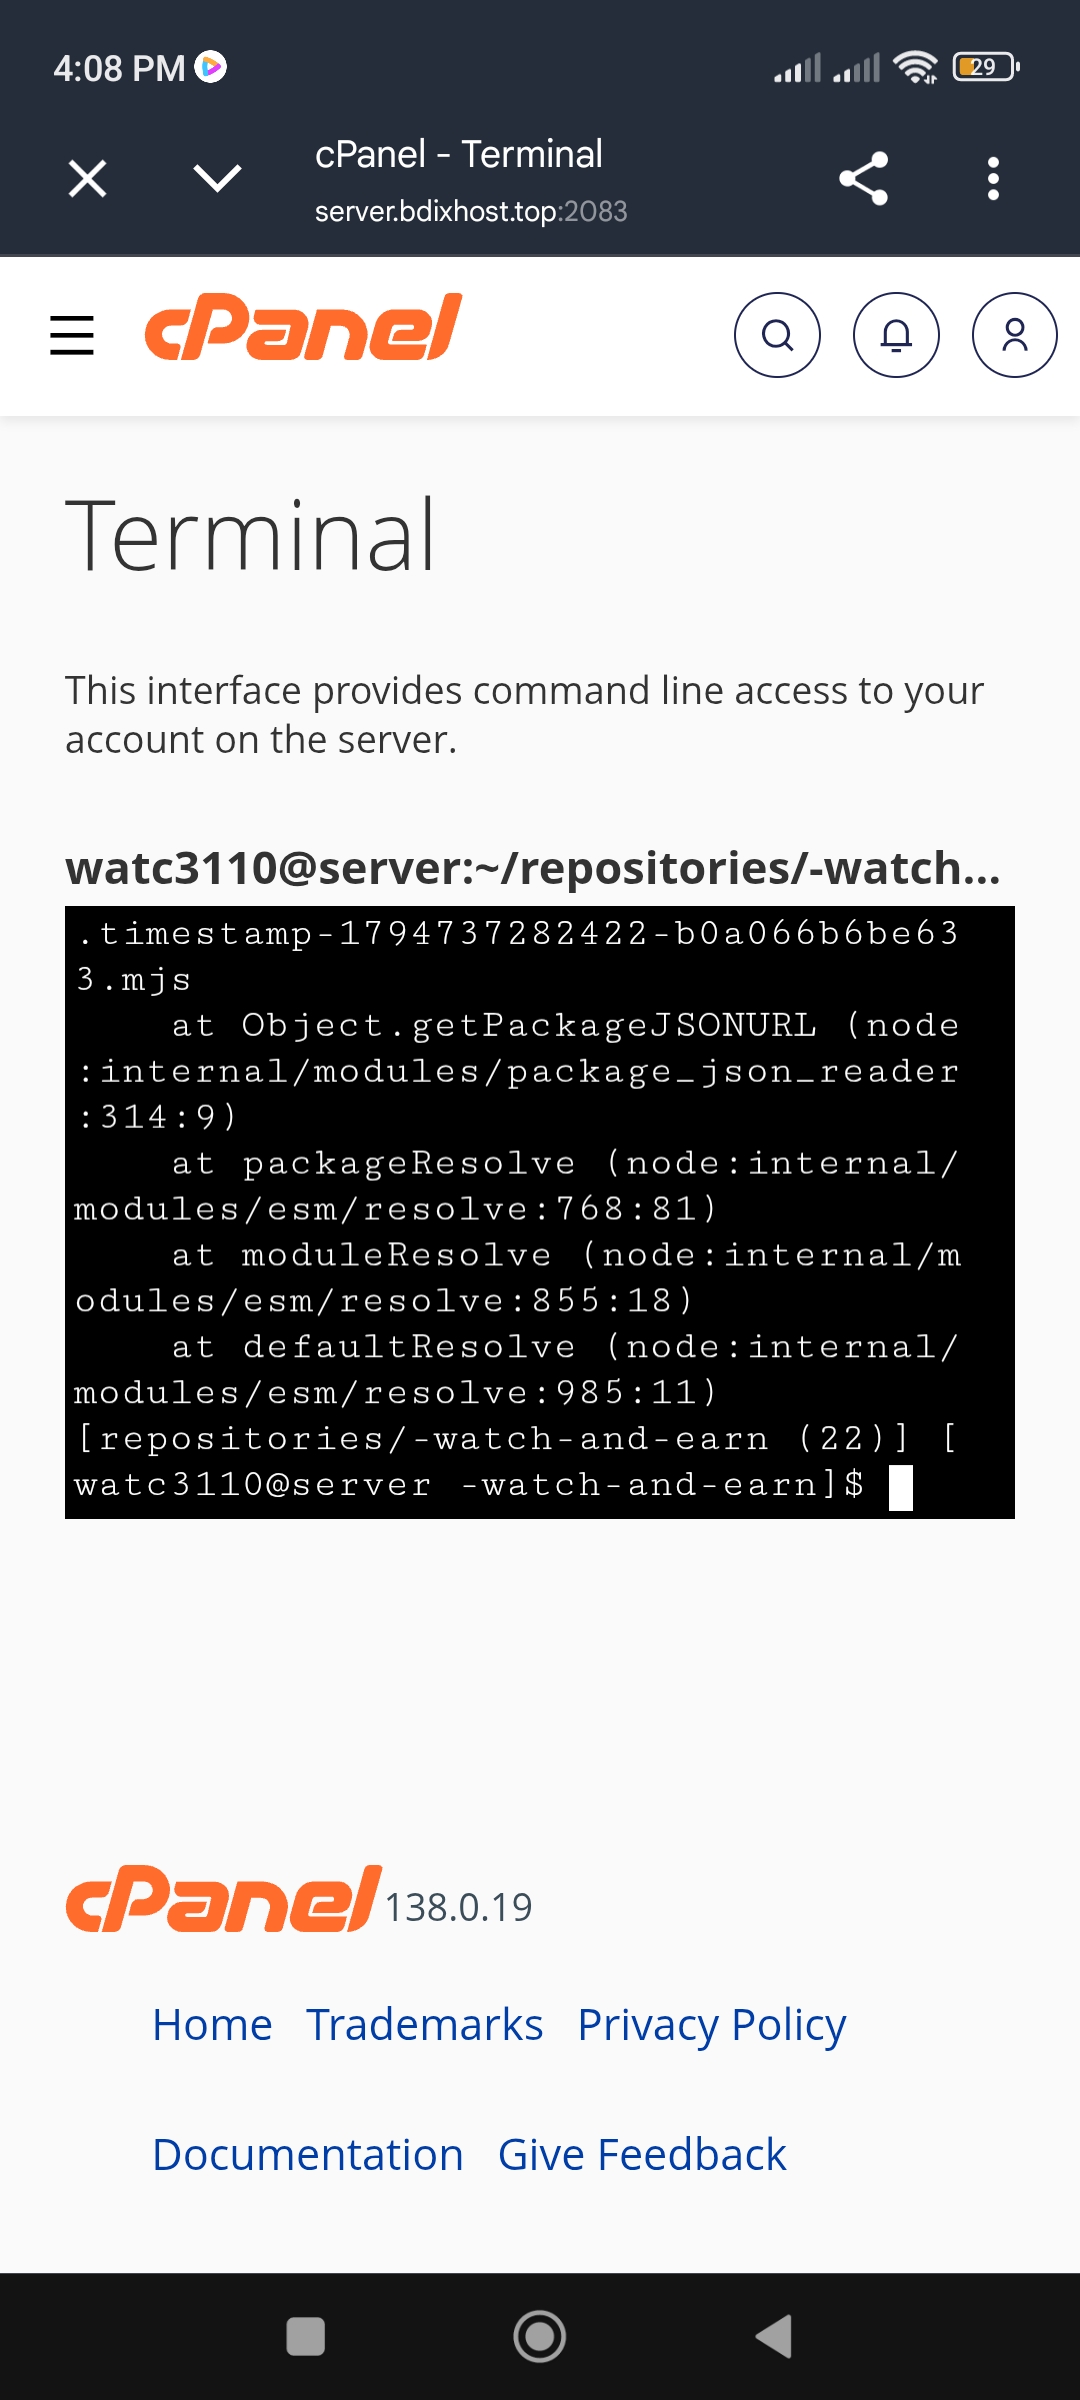 4:08 PM
29
cPanel - Terminal
server.bdixhost.top:2083
cPanel
Terminal
This interface provides command line access to your
account on the server.
watc3110@server:~/repositories/-watch...
.timestamp-1794737282422-b0a066b6be63
3.mjs
at Object.getPackageJSONURL (node
:internal/modules/package_json_reader
:314:9)
at packageResolve (node:internal/
modules/esm/resolve:768:81)
at moduleResolve (node:internal/m
odules/esm/resolve:855:18)
at defaultResolve (node:internal/
modules/esm/resolve:985:11)
[repositories/-watch-and-earn (22)] [
watc3110@server -watch-and-earn]$
cPanel 138.0.19
Home Trademarks Privacy Policy
Documentation Give Feedback